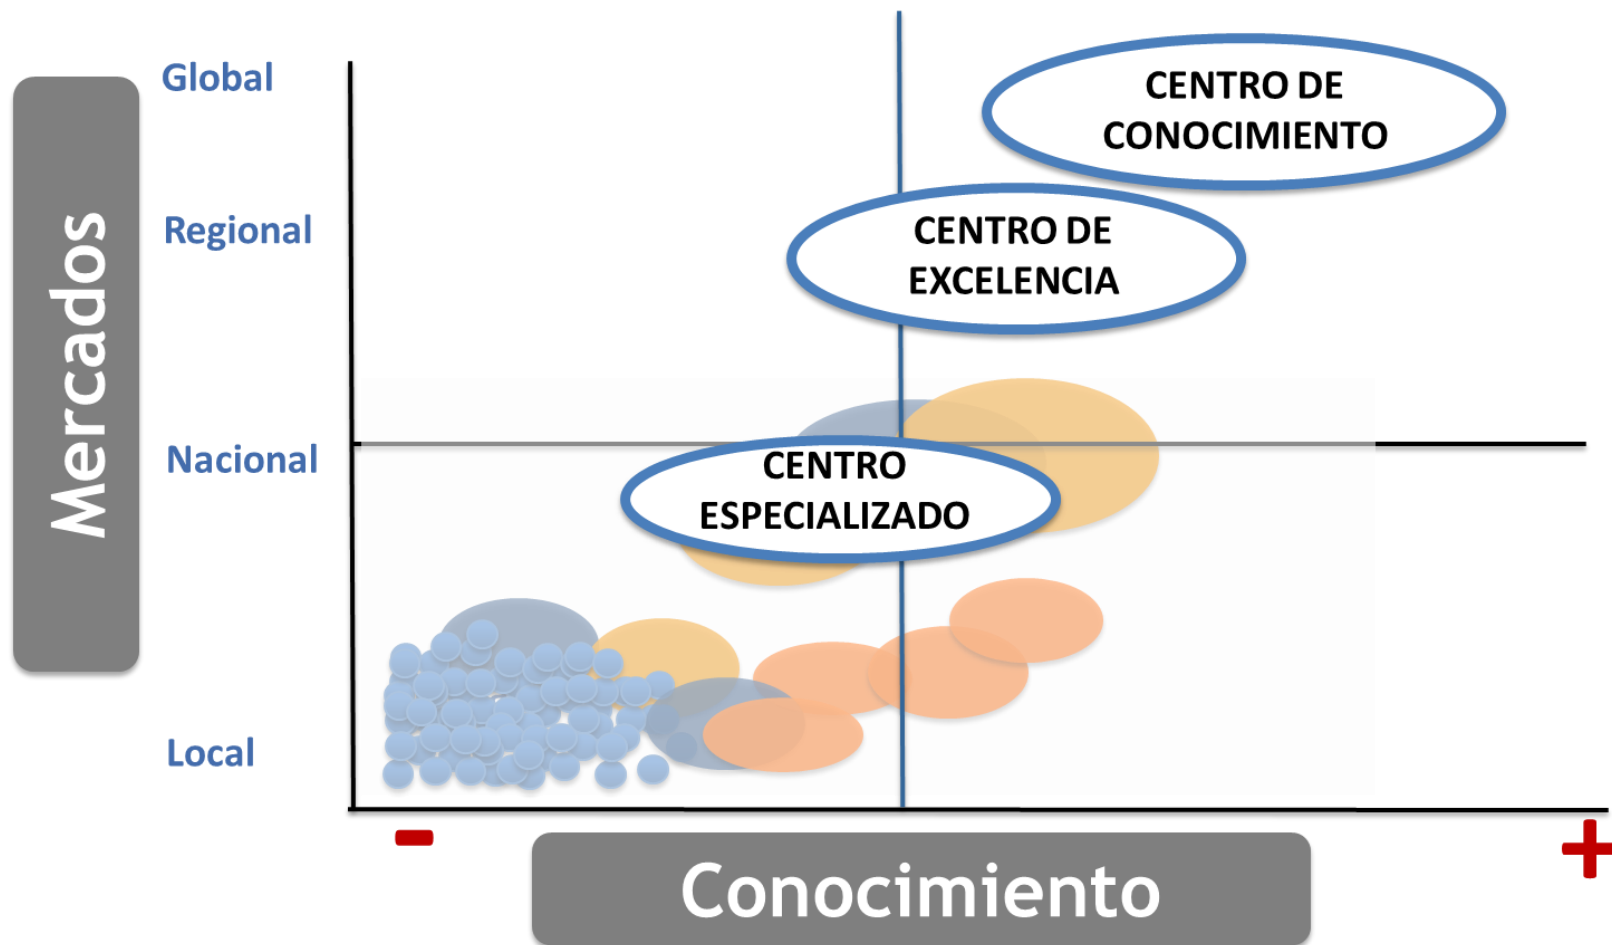 Global
CENTRO DE
CONOCIMIENTO
Regional
CENTRO DE
EXCELENCIA
Mercados
Nacional
CENTRO
ESPECIALIZADO
Local
-
+
Conocimiento